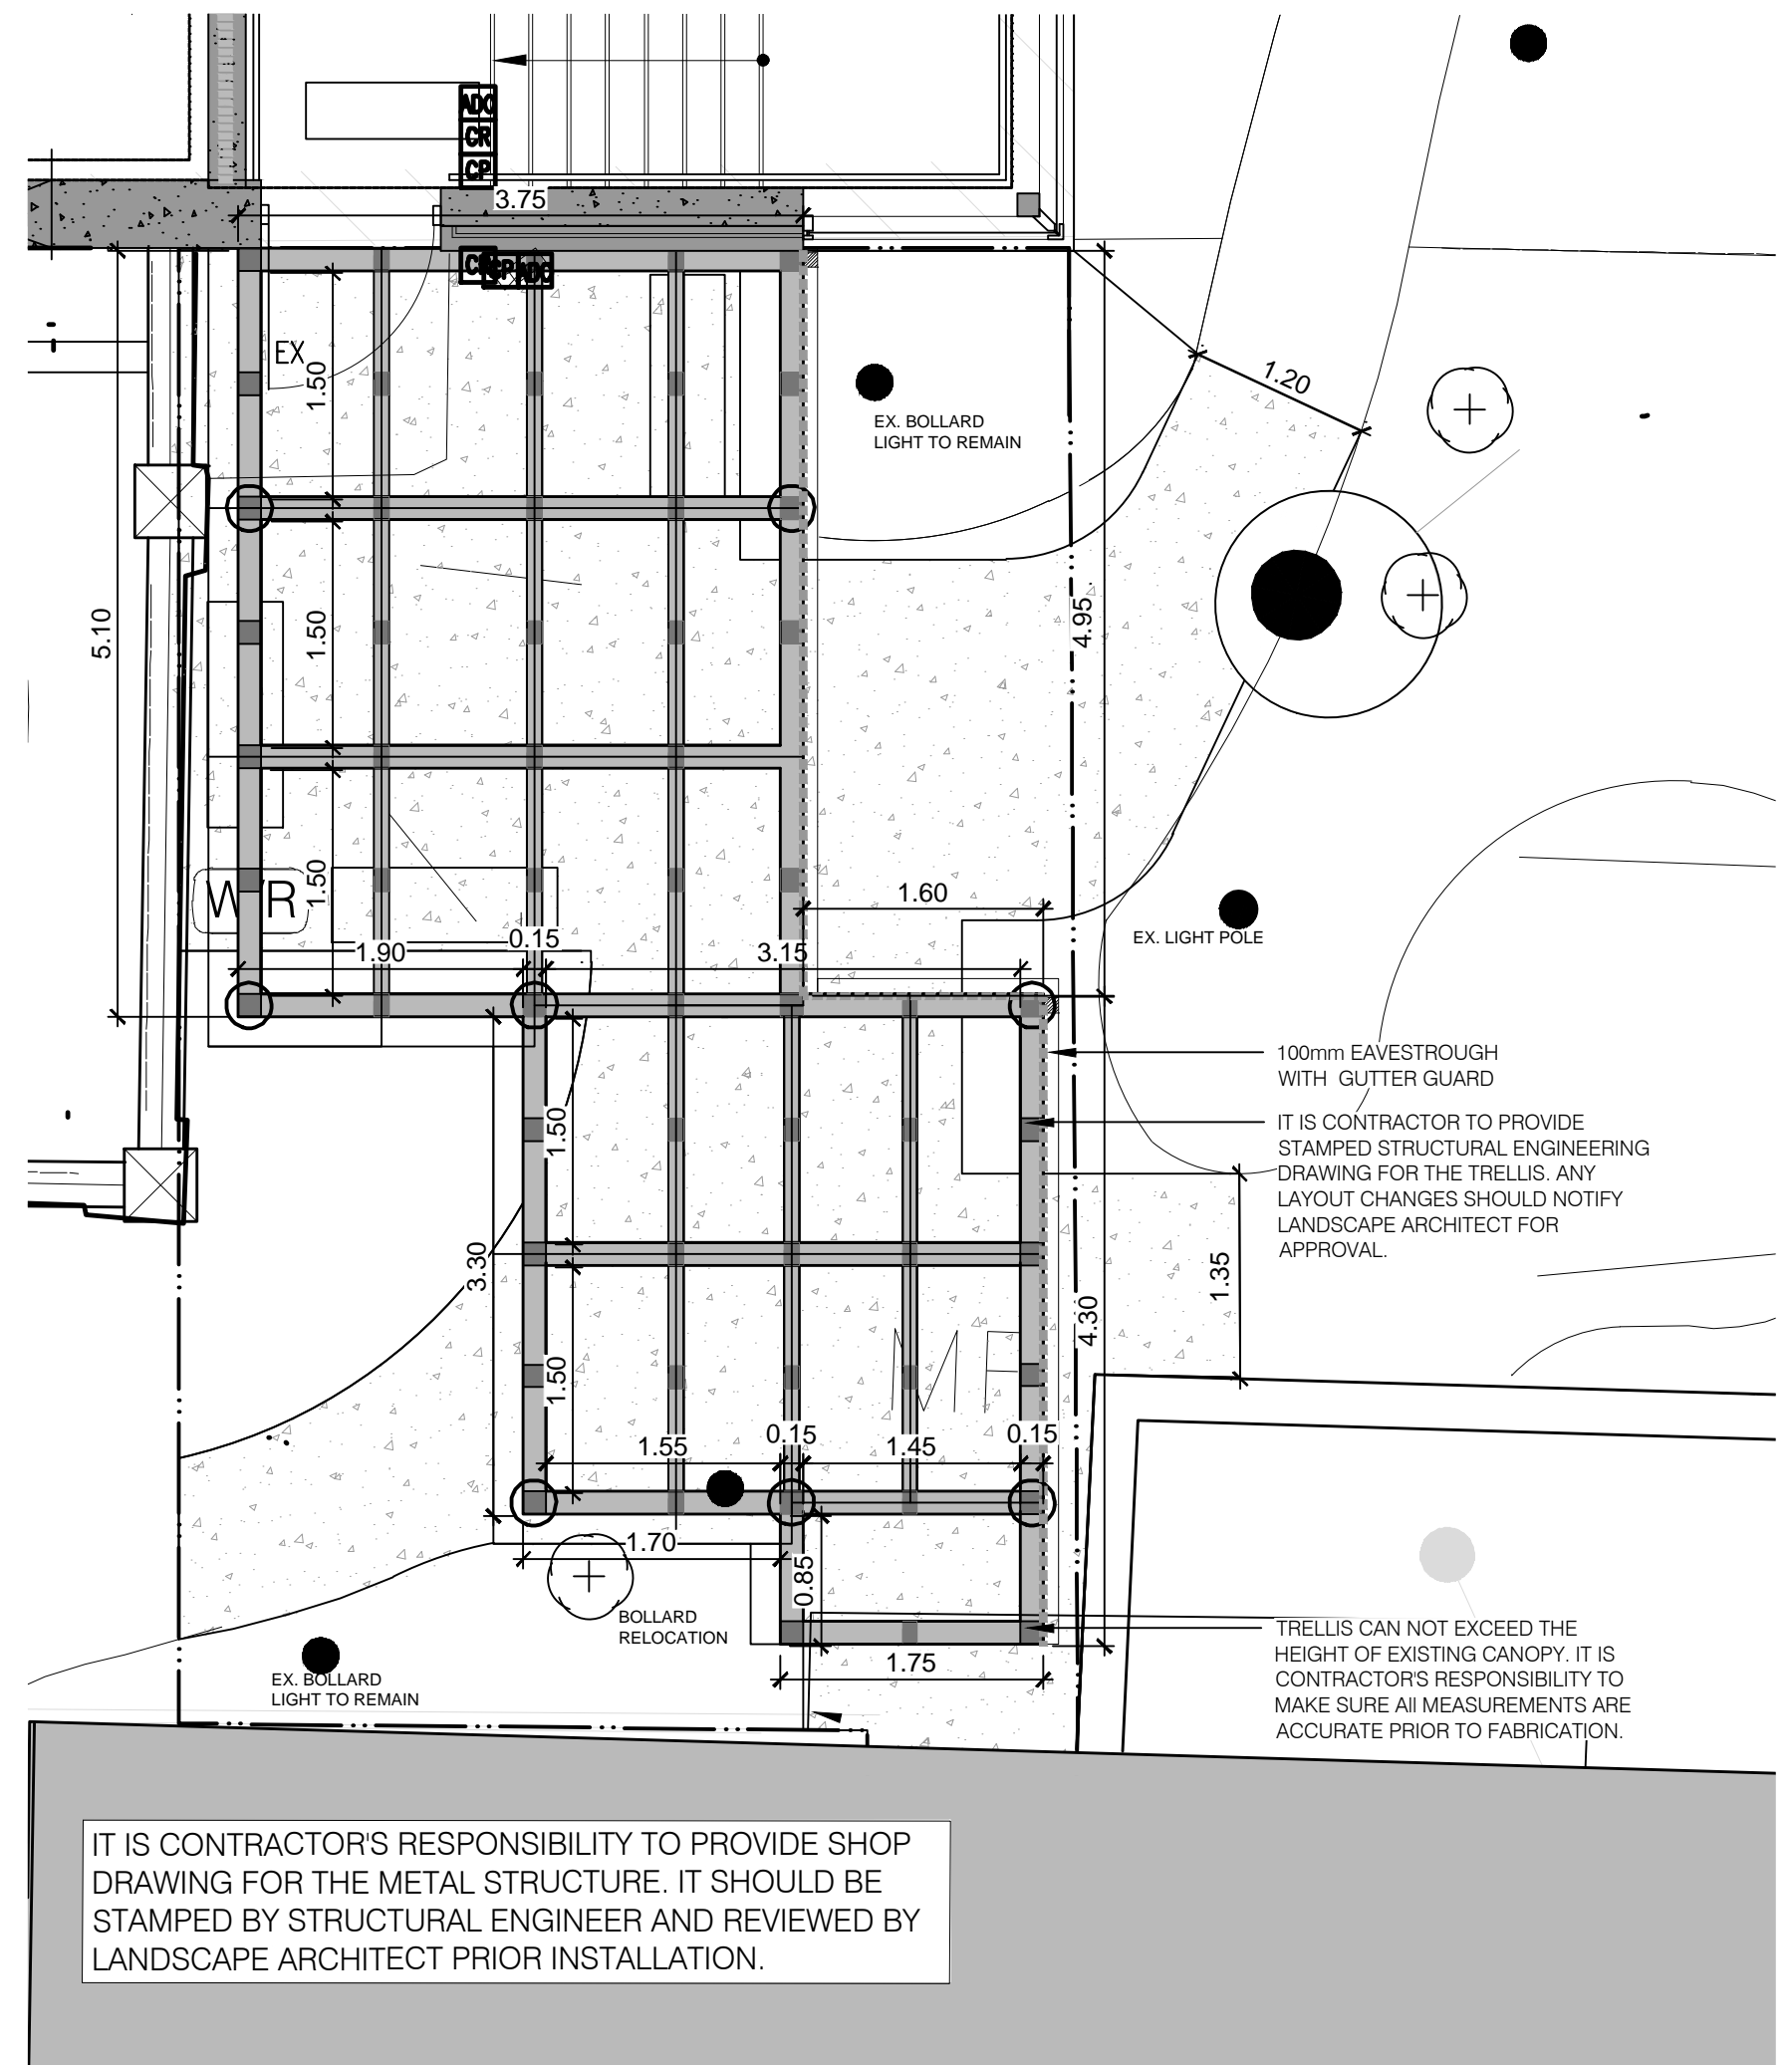 ADO
CR
CP
3.75
CP
ADO
EX
1.50
EX. BOLLARD
LIGHT TO REMAIN
1.20
5.10
1.50
4.95
1.50
W/R
1.60
1.90
0.15
3.15
EX. LIGHT POLE
100mm EAVESTROUGH
WITH GUTTER GUARD
1.50
IT IS CONTRACTOR TO PROVIDE
STAMPED STRUCTURAL ENGINEERING
DRAWING FOR THE TRELLIS. ANY
LAYOUT CHANGES SHOULD NOTIFY
LANDSCAPE ARCHITECT FOR
APPROVAL.
3.30
1.35
4.30
1.50
1.55
0.15
1.45
0.15
1.70
0.85
BOLLARD
RELOCATION
EX. BOLLARD
LIGHT TO REMAIN
1.75
TRELLIS CAN NOT EXCEED THE
HEIGHT OF EXISTING CANOPY. IT IS
CONTRACTOR'S RESPONSIBILITY TO
MAKE SURE All MEASUREMENTS ARE
ACCURATE PRIOR TO FABRICATION.
IT IS CONTRACTOR'S RESPONSIBILITY TO PROVIDE SHOP
DRAWING FOR THE METAL STRUCTURE. IT SHOULD BE
STAMPED BY STRUCTURAL ENGINEER AND REVIEWED BY
LANDSCAPE ARCHITECT PRIOR INSTALLATION.